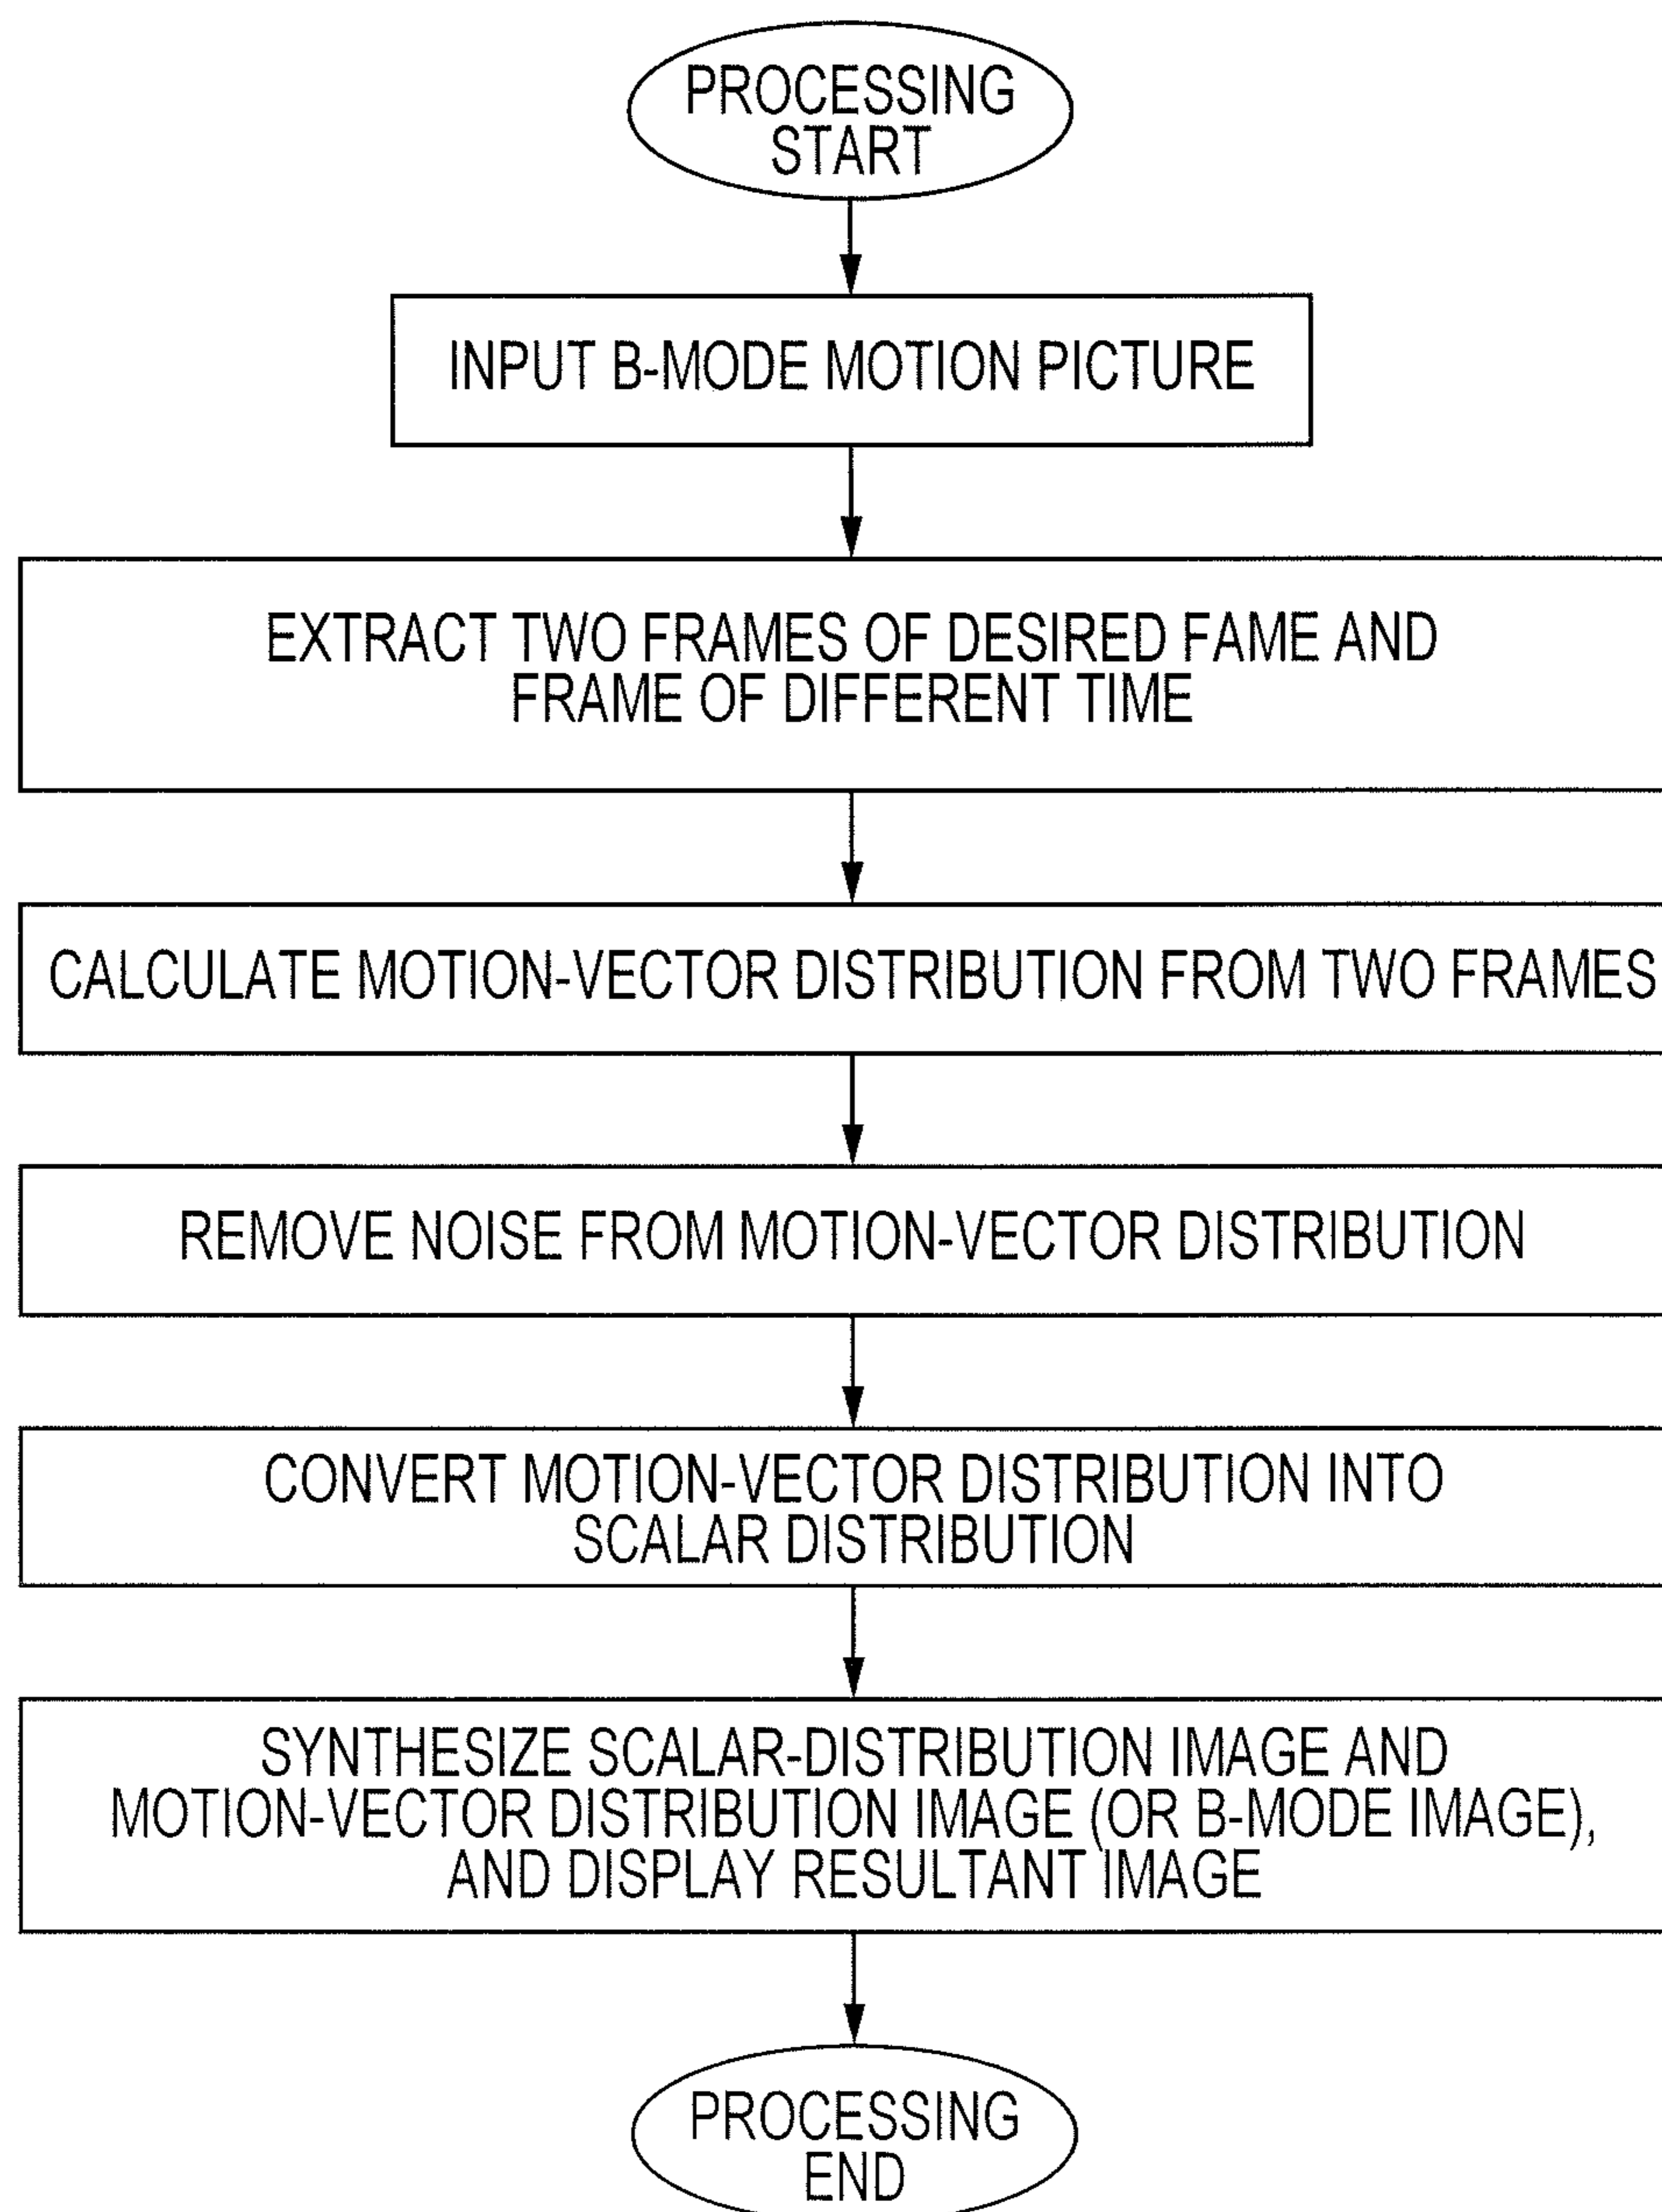 PROCESSING
START
INPUT B-MODE MOTION PICTURE
EXTRACT TWO FRAMES OF DESIRED FAME AND
FRAME OF DIFFERENT TIME
CALCULATE MOTION-VECTOR DISTRIBUTION FROM TWO FRAMES
REMOVE NOISE FROM MOTION-VECTOR DISTRIBUTION
CONVERT MOTION-VECTOR DISTRIBUTION INTO
SCALAR DISTRIBUTION
SYNTHESIZE SCALAR-DISTRIBUTION IMAGE AND
MOTION-VECTOR DISTRIBUTION IMAGE (OR B-MODE IMAGE),
AND DISPLAY RESULTANT IMAGE
PROCESSING
END